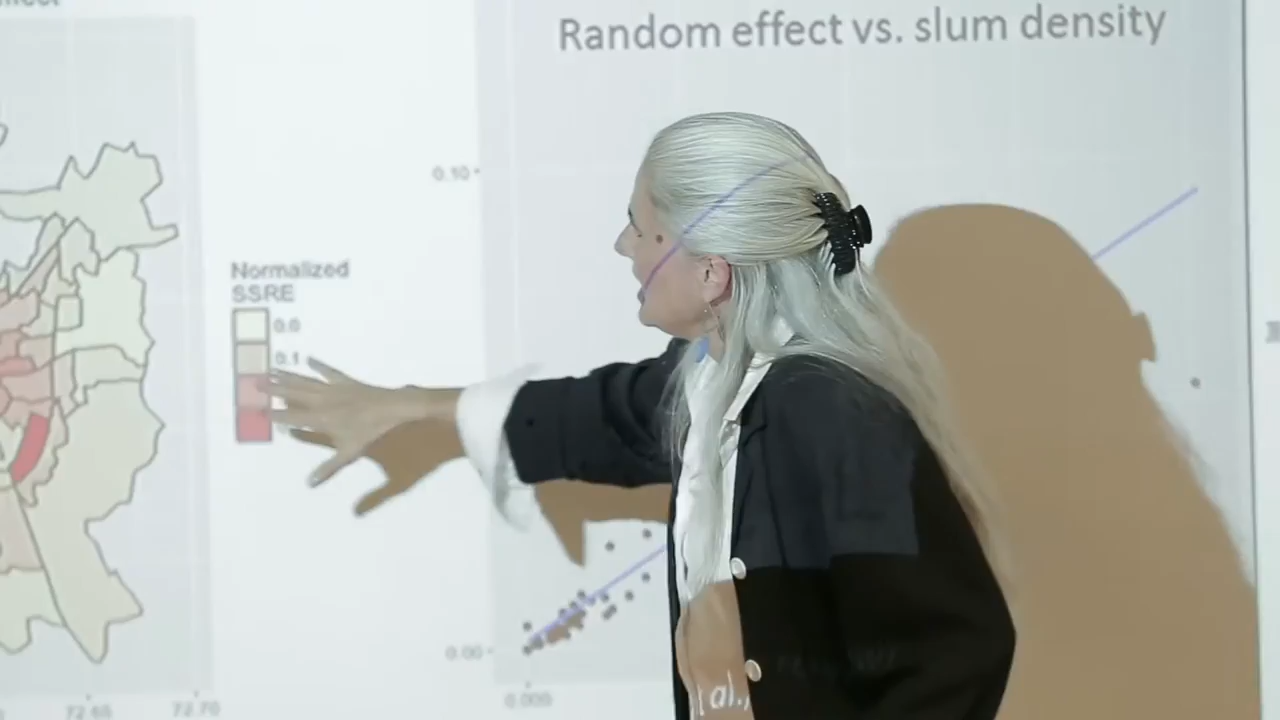 Random effect vs. slum density
0.10
Normalized
SSRE
0.0
0.1
0.00
0.000
72.65
72.70
al.,